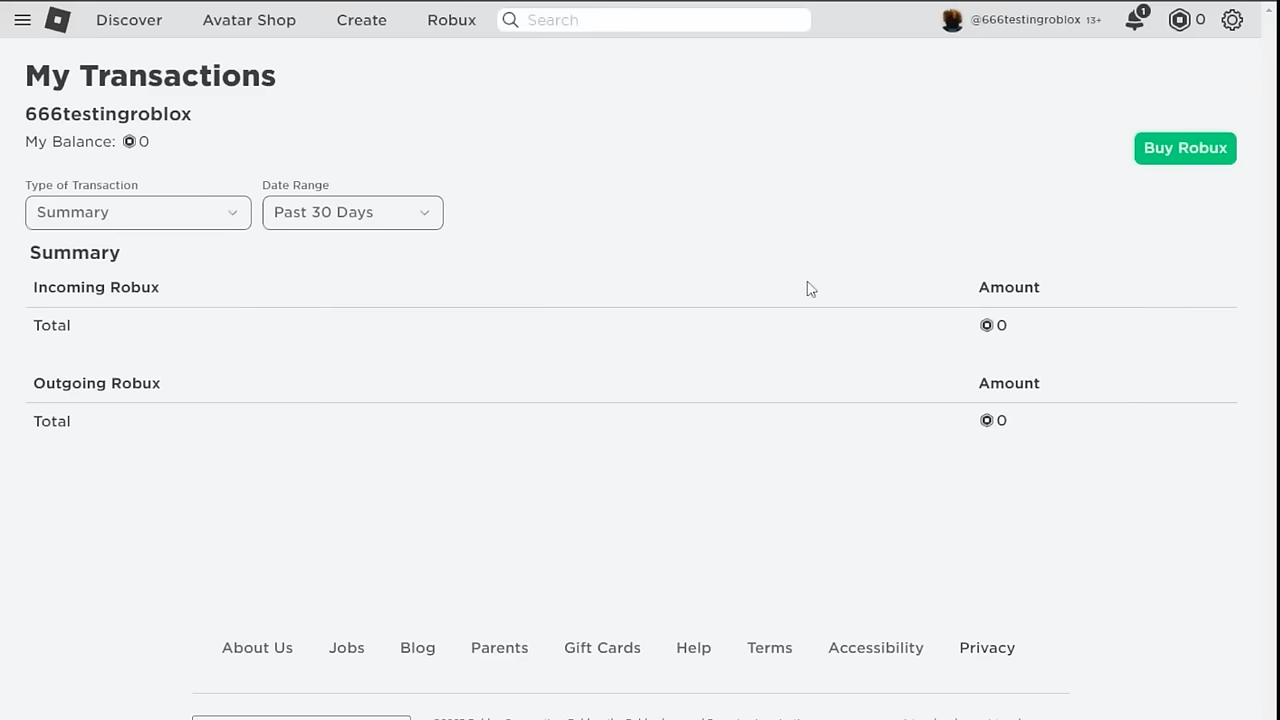 Discover Avatar Shop Create Robux Search @666testingroblox 13+ 1 0
My Transactions
666testingroblox
My Balance: 0
Buy Robux
Type of Transaction Date Range
Summary Past 30 Days
Summary
Incoming Robux Amount
Total 0
Outgoing Robux Amount
Total 0
About Us Jobs Blog Parents Gift Cards Help Terms Accessibility Privacy